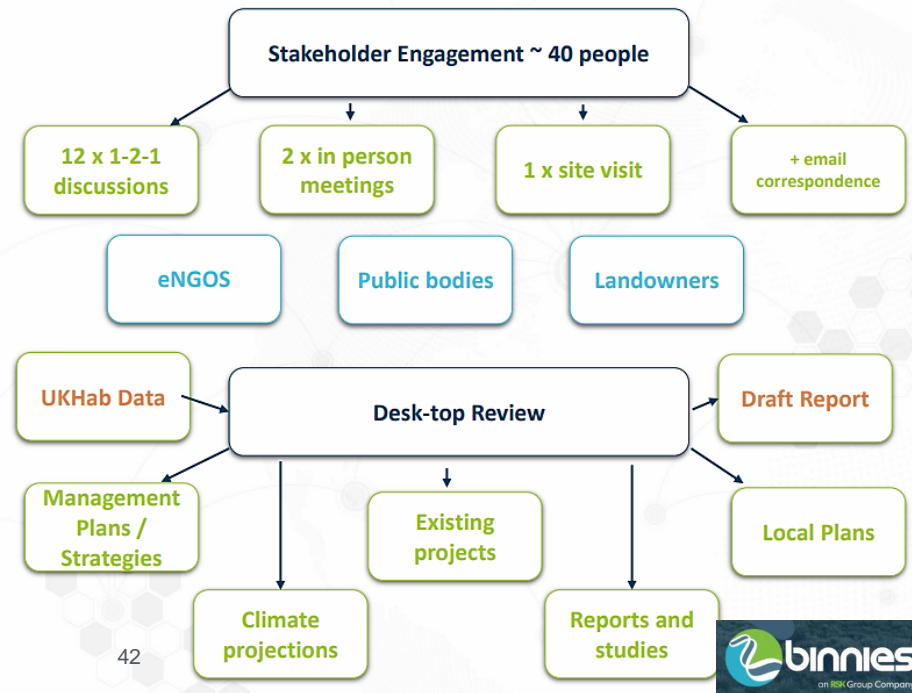 Stakeholder Engagement ~ 40 people
12 x 1-2-1
discussions
2 x in person
meetings
1 x site visit
+ email
correspondence
eNGOS
Public bodies
Landowners
UKHab Data
Desk-top Review
Draft Report
Management
Plans /
Strategies
Existing
projects
Local Plans
Climate
projections
Reports and
studies
42
binnies
an RSK Group Company